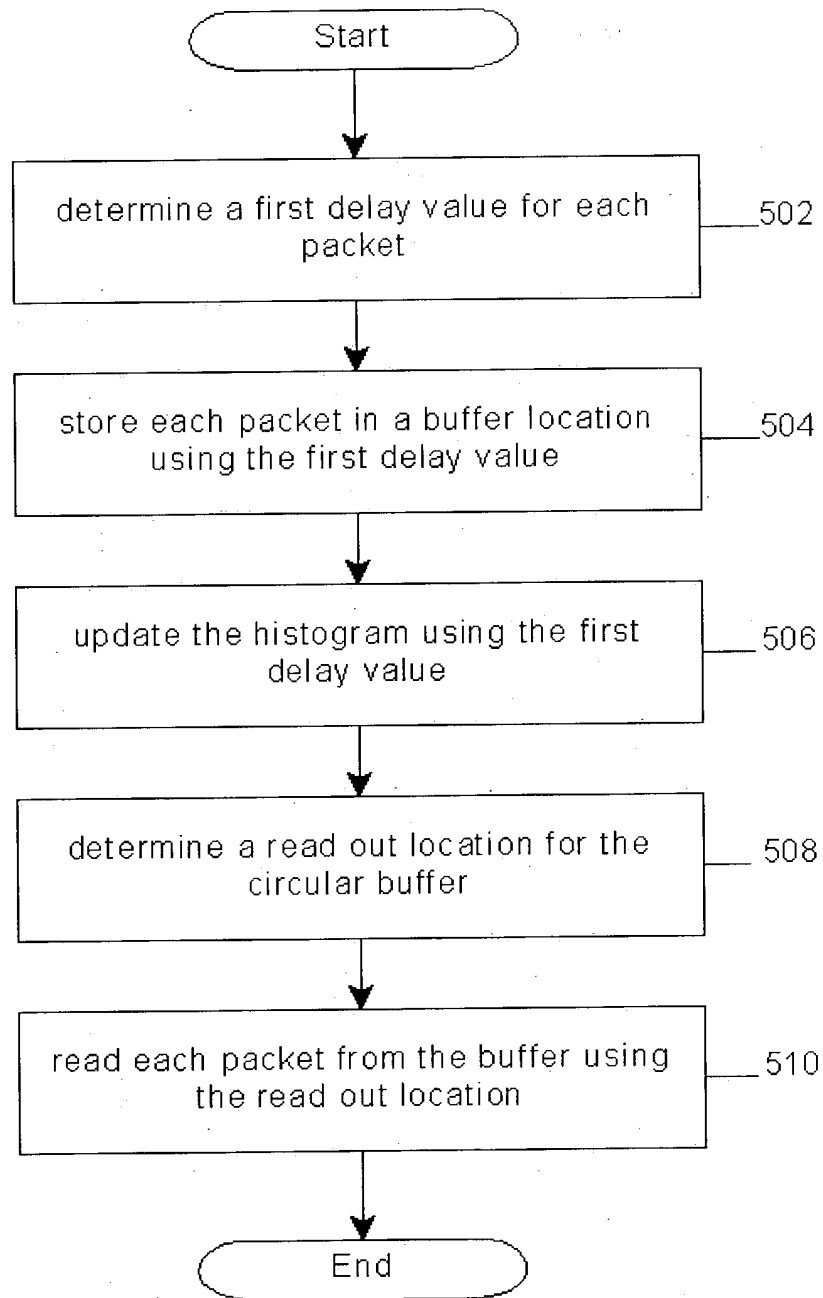 Start
determine a first delay value for each
packet
502
store each packet in a buffer location
using the first delay value
504
update the histogram using the first
delay value
506
determine a read out location for the
circular buffer
508
read each packet from the buffer using
the read out location
510
End